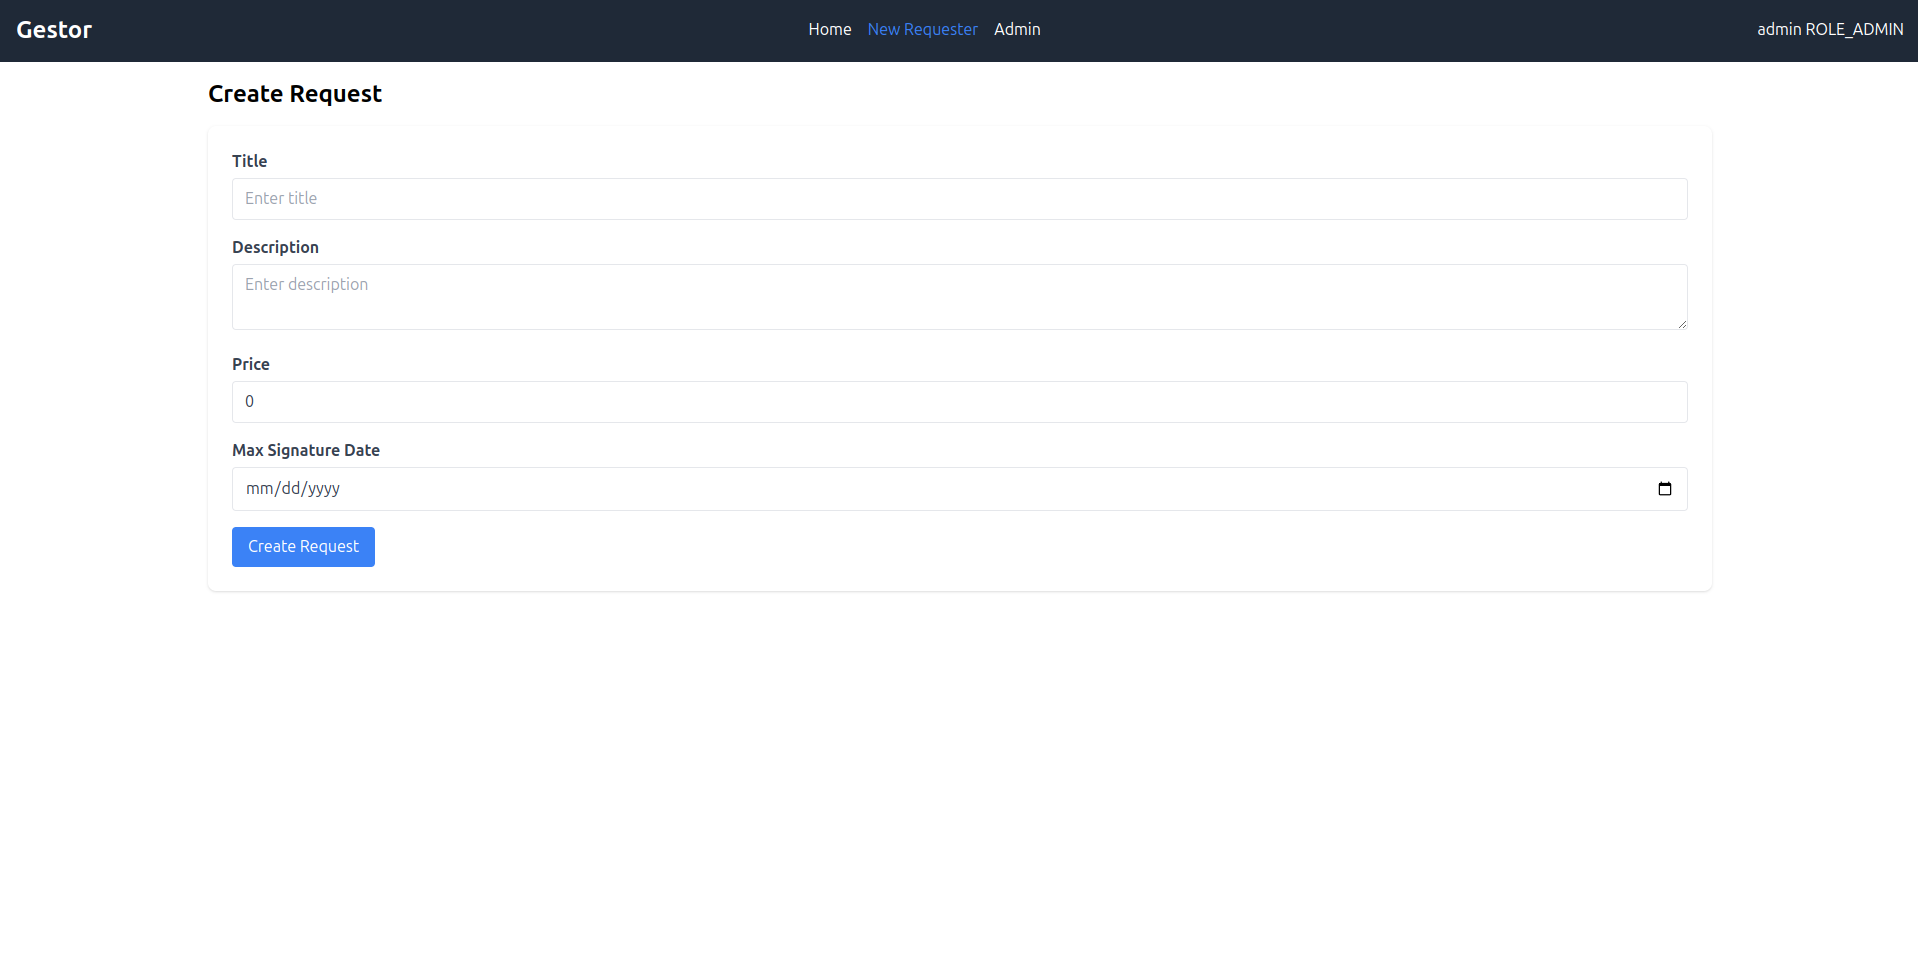 Gestor
Home New Requester Admin
admin ROLE_ADMIN
Create Request
Title
Enter title
Description
Enter description
Price
0
Max Signature Date
mm/dd/yyyy
Create Request